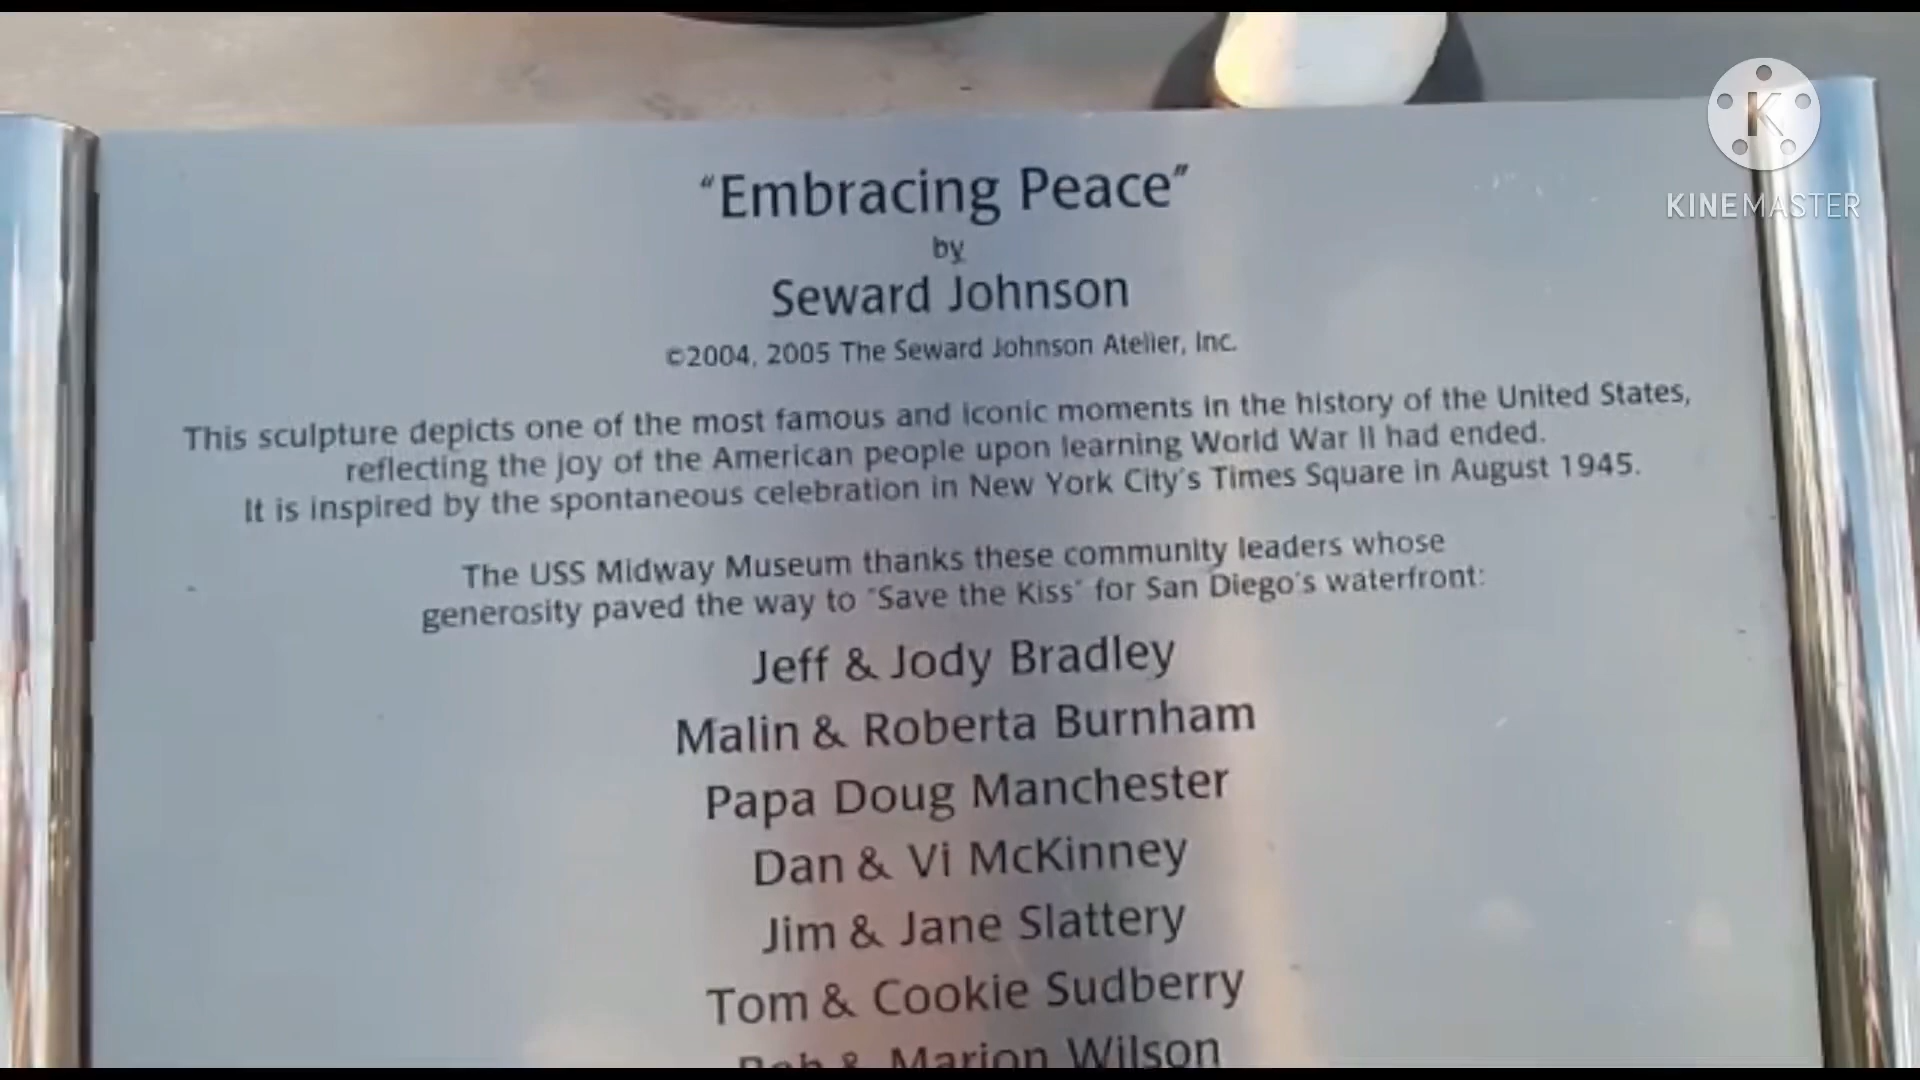 "Embracing Peace"
by
Seward Johnson
©2004, 2005 The Seward Johnson Atelier, Inc.
This sculpture depicts one of the most famous and iconic moments in the history of the United States,
reflecting the joy of the American people upon learning World War II had ended.
It is inspired by the spontaneous celebration in New York City's Times Square in August 1945.
The USS Midway Museum thanks these community leaders whose
generosity paved the way to "Save the Kiss" for San Diego's waterfront:
Jeff & Jody Bradley
Malin & Roberta Burnham
Papa Doug Manchester
Dan & Vi McKinney
Jim & Jane Slattery
Tom & Cookie Sudberry
& Marion Wilson
K
KINEMASTER